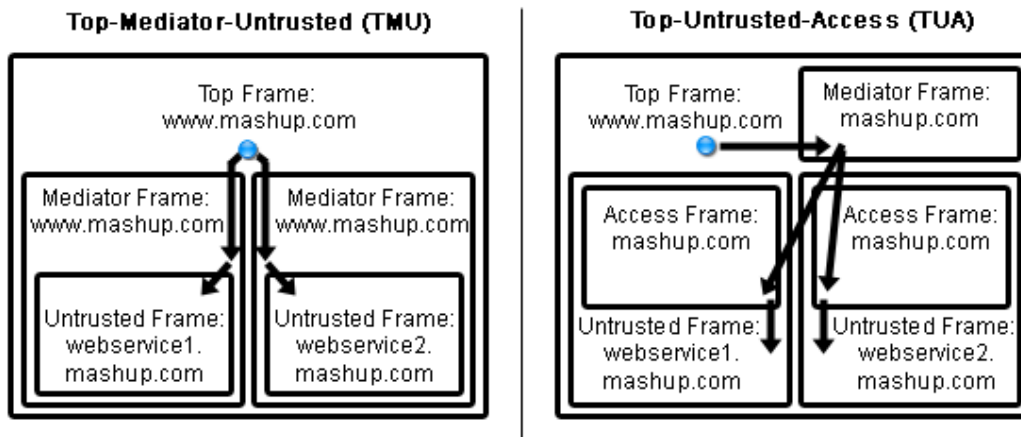 Top-Mediator-Untrusted (TMU)
Top Frame:
www.mashup.com
Mediator Frame:
www.mashup.com
Mediator Frame:
www.mashup.com
Untrusted Frame:
webservice1.
mashup.com
Untrusted Frame:
webservice2.
mashup.com
Top-Untrusted-Access (TUA)
Top Frame:
www.mashup.com
Mediator Frame:
mashup.com
Access Frame:
mashup.com
Access Frame:
mashup.com
Untrusted Frame:
webservice1.
mashup.com
Untrusted Frame:
webservice2.
mashup.com